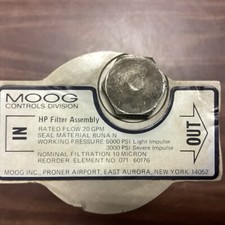 MOOG
CONTROLS DIVISION
HP Filter Assembly
RATED FLOW 20 GPM
SEAL MATERIAL BUNA N
WORKING PRESSURE 5000 PSI Light Impulse
3000 PSI Severe Impulse
NOMINAL FILTRATION 10 MICRON
REORDER ELEMENT NO. 071 60176
IN
OUT
MOOG INC., PRONER AIRPORT, EAST AURORA, NEW YORK 14052